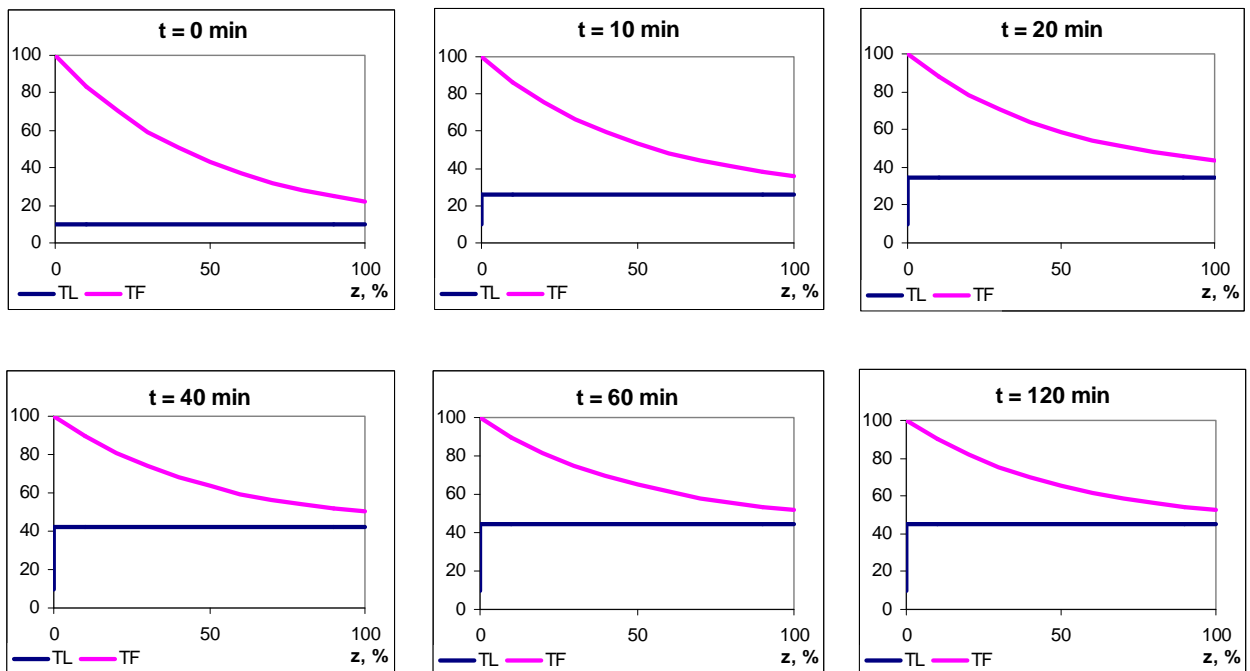 t = 0 min
100
80
60
40
20
0
0 50 100
TL TF z, %
t = 10 min
100
80
60
40
20
0
0 50 100
TL TF z, %
t = 20 min
100
80
60
40
20
0
0 50 100
TL TF z, %
t = 40 min
100
80
60
40
20
0
0 50 100
TL TF z, %
t = 60 min
100
80
60
40
20
0
0 50 100
TL TF z, %
t = 120 min
100
80
60
40
20
0
0 50 100
TL TF z, %